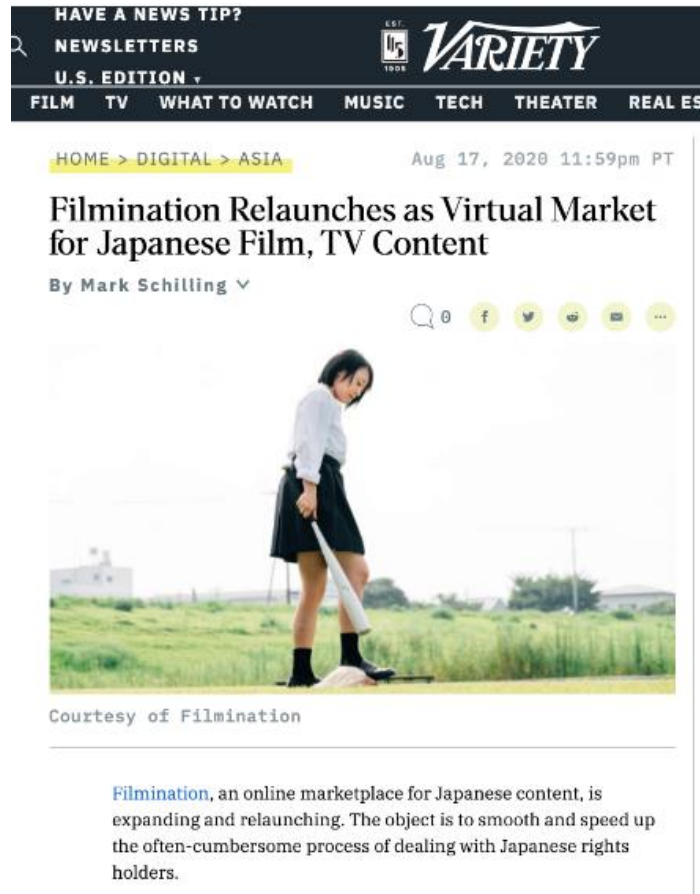 HAVE A NEWS TIP?
NEWSLETTERS
U.S. EDITION ▾
EST.
1905
VARIETY
FILM TV WHAT TO WATCH MUSIC TECH THEATER REAL ES
HOME > DIGITAL > ASIA
Aug 17, 2020 11:59pm PT
Filmination Relaunches as Virtual Market
for Japanese Film, TV Content
By Mark Schilling
0
Courtesy of Filmination
Filmination, an online marketplace for Japanese content, is
expanding and relaunching. The object is to smooth and speed up
the often-cumbersome process of dealing with Japanese rights
holders.